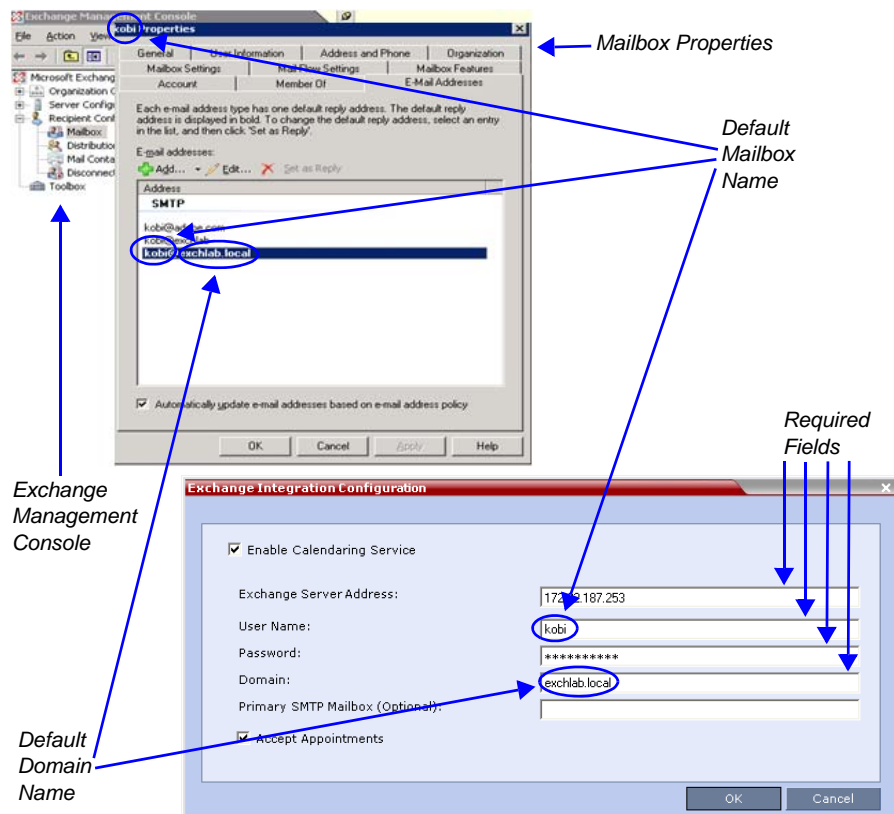 Exchange Management Console
File Action View
kobi Properties
Mailbox Properties
General User Information Address and Phone Organization
Mailbox Settings Mail Flow Settings Mailbox Features
Account Member Of E-Mail Addresses
Microsoft Exchang
Organization C
Server Configu
Recipient Conf
Mailbox
Distribution
Mail Conta
Disconnect
Toolbox
Each e-mail address type has one default reply address. The default reply
address is displayed in bold. To change the default reply address, select an entry
in the list, and then click 'Set as Reply'.
E-mail addresses:
Add... Edit... Set as Reply
Address
SMTP
kobi@exchlab
kobi@exchlab.local
Automatically update e-mail addresses based on e-mail address policy
OK Cancel Apply Help
Default
Mailbox
Name
Required
Fields
Exchange
Management
Console
Exchange Integration Configuration
Enable Calendaring Service
Exchange Server Address:
187.253
User Name: kobi
Password: **********
Domain: exchlab.local
Primary SMTP Mailbox (Optional):
Accept Appointments
OK Cancel
Default
Domain
Name